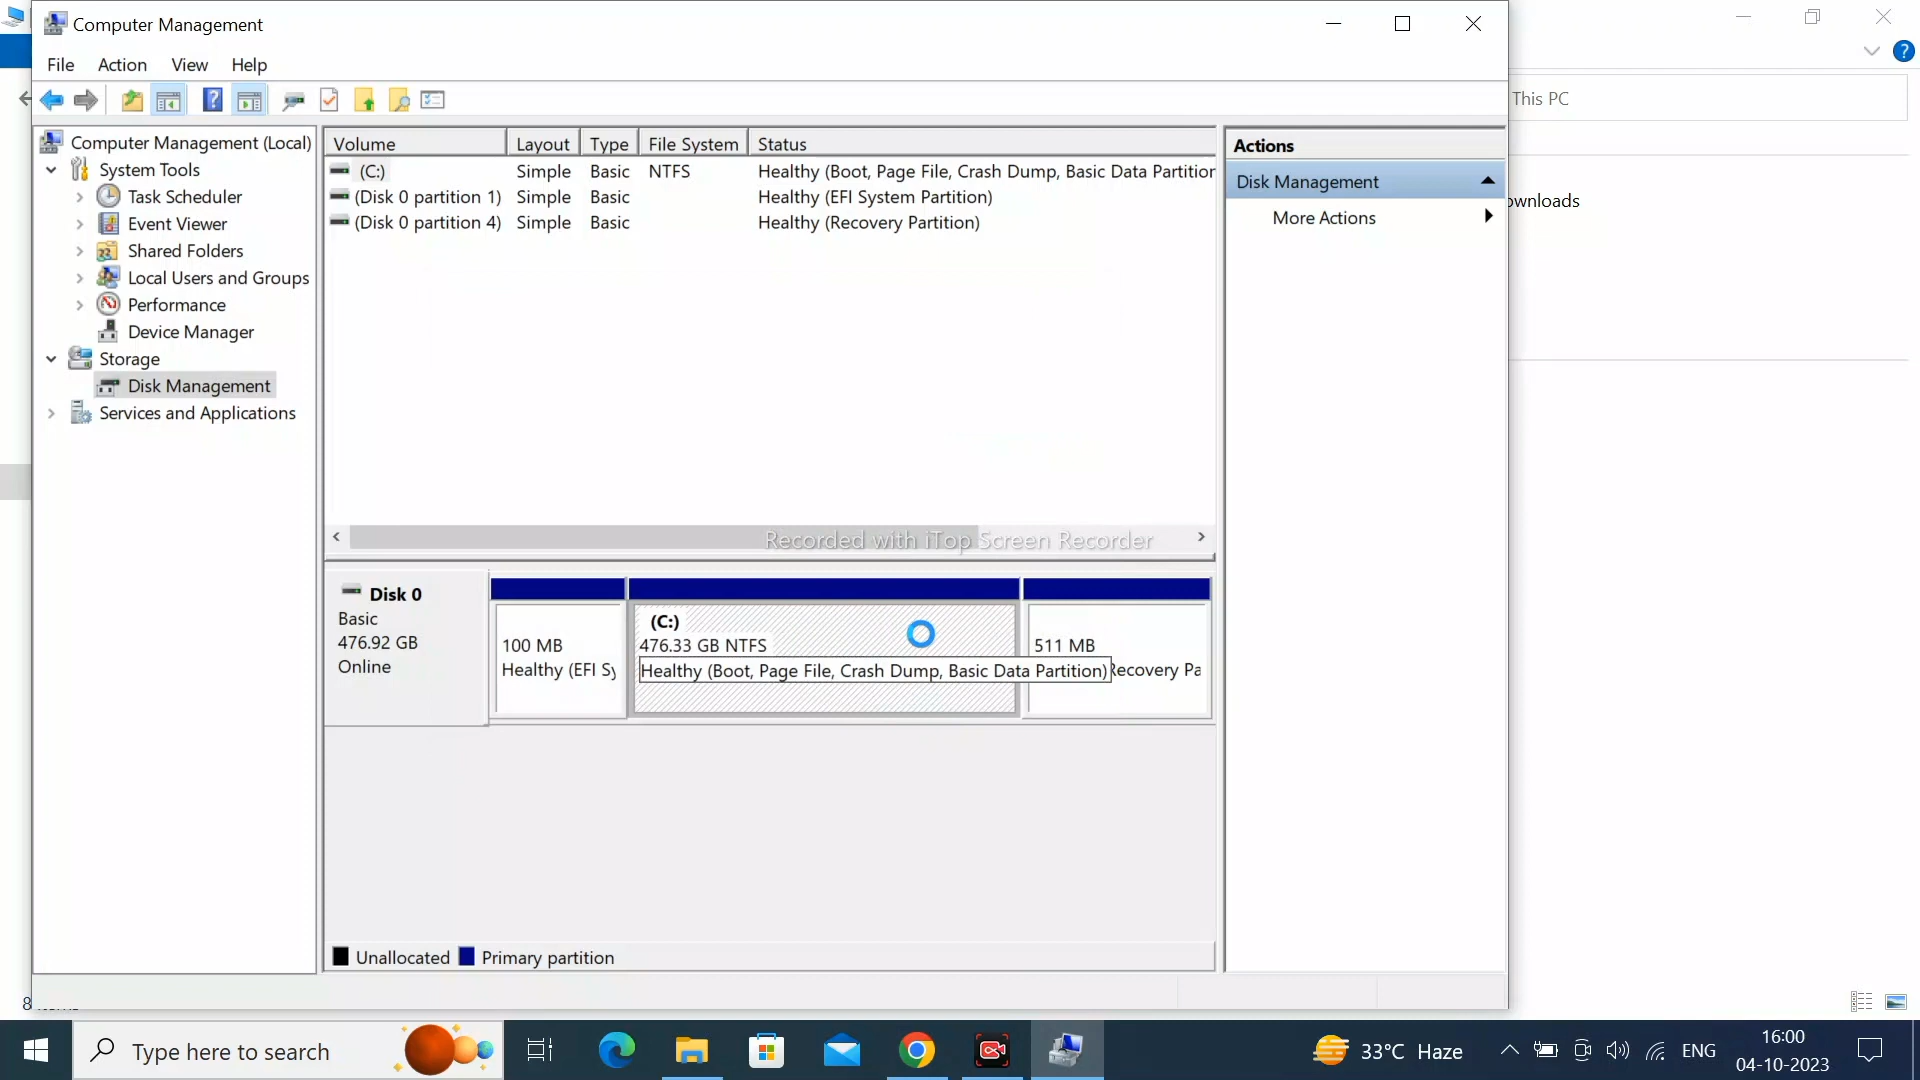 Computer Management
File Action View Help
This PC
Computer Management (Local)
System Tools
Task Scheduler
Event Viewer
Shared Folders
Local Users and Groups
Performance
Device Manager
Storage
Disk Management
Services and Applications
Volume Layout Type File System Status
(C:) Simple Basic NTFS Healthy (Boot, Page File, Crash Dump, Basic Data Partition
(Disk 0 partition 1) Simple Basic Healthy (EFI System Partition)
(Disk 0 partition 4) Simple Basic Healthy (Recovery Partition)
Actions
Disk Management
More Actions
ownloads
Recorded with iTop Screen Recorder
Disk 0
Basic
476.92 GB
Online
100 MB
Healthy (EFI Sy
(C:)
476.33 GB NTFS
Healthy (Boot, Page File, Crash Dump, Basic Data Partition)
511 MB
Recovery Pa
Unallocated Primary partition
8
Type here to search
33°C Haze
ENG
16:00
04-10-2023